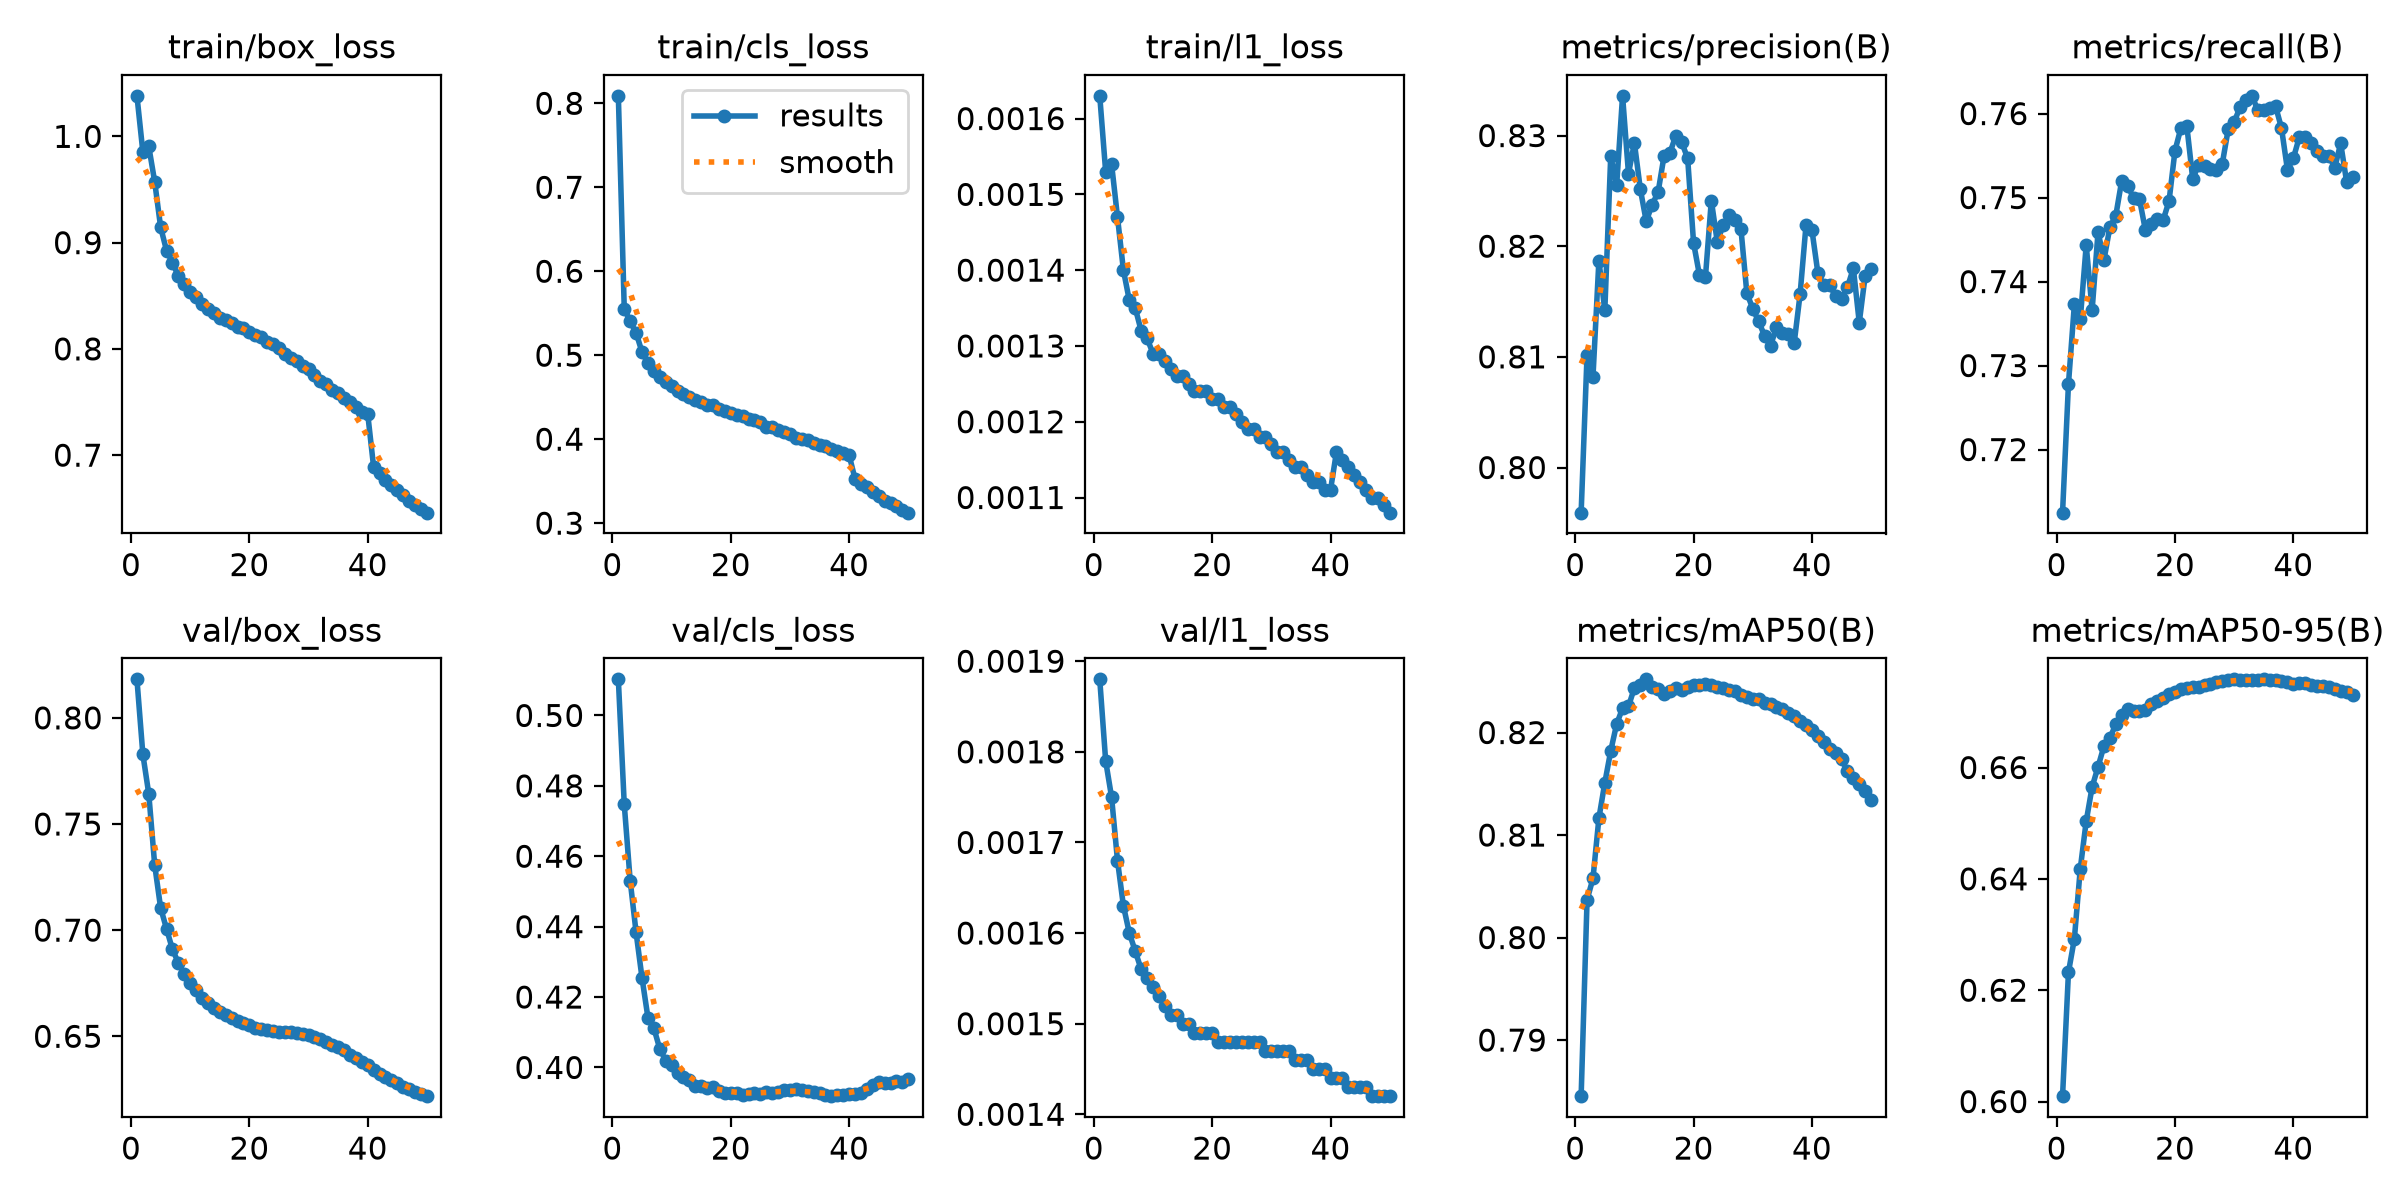 train/box_loss
1.0
0.9
0.8
0.7
0 20 40
train/cls_loss
results
smooth
0.8
0.7
0.6
0.5
0.4
0.3
0 20 40
train/l1_loss
0.0016
0.0015
0.0014
0.0013
0.0012
0.0011
0 20 40
metrics/precision(B)
0.83
0.82
0.81
0.80
0 20 40
metrics/recall(B)
0.76
0.75
0.74
0.73
0.72
0 20 40
val/box_loss
0.80
0.75
0.70
0.65
0 20 40
val/cls_loss
0.50
0.48
0.46
0.44
0.42
0.40
0 20 40
val/l1_loss
0.0019
0.0018
0.0017
0.0016
0.0015
0.0014
0 20 40
metrics/mAP50(B)
0.82
0.81
0.80
0.79
0 20 40
metrics/mAP50-95(B)
0.66
0.64
0.62
0.60
0 20 40